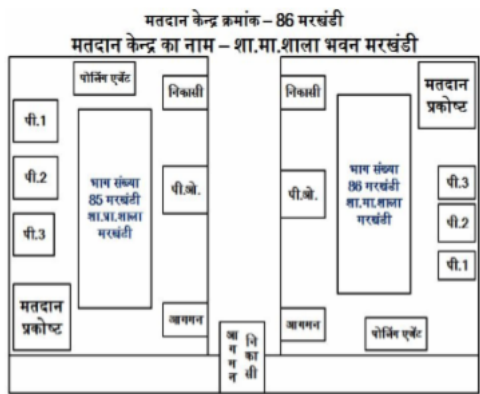 मतदान केन्द्र क्रमांक – 86 मरखंडी
मतदान केन्द्र का नाम – शा.मा.शाला भवन मरखंडी
पोलिंग एजेंट
निकासी
पी.1
पी.2
पी.3
भाग संख्या
85 मरखंडी
शा.प्रा.शाला
मरखंडी
पी.ओ.
मतदान
प्रकोष्ट
आगमन
निकासी
मतदान
प्रकोष्ट
भाग संख्या
86 मरखंडी
शा.मा.शाला
मरखंडी
पी.ओ.
पी.3
पी.2
पी.1
आगमन
पोलिंग एजेंट
आगमन
निकासी